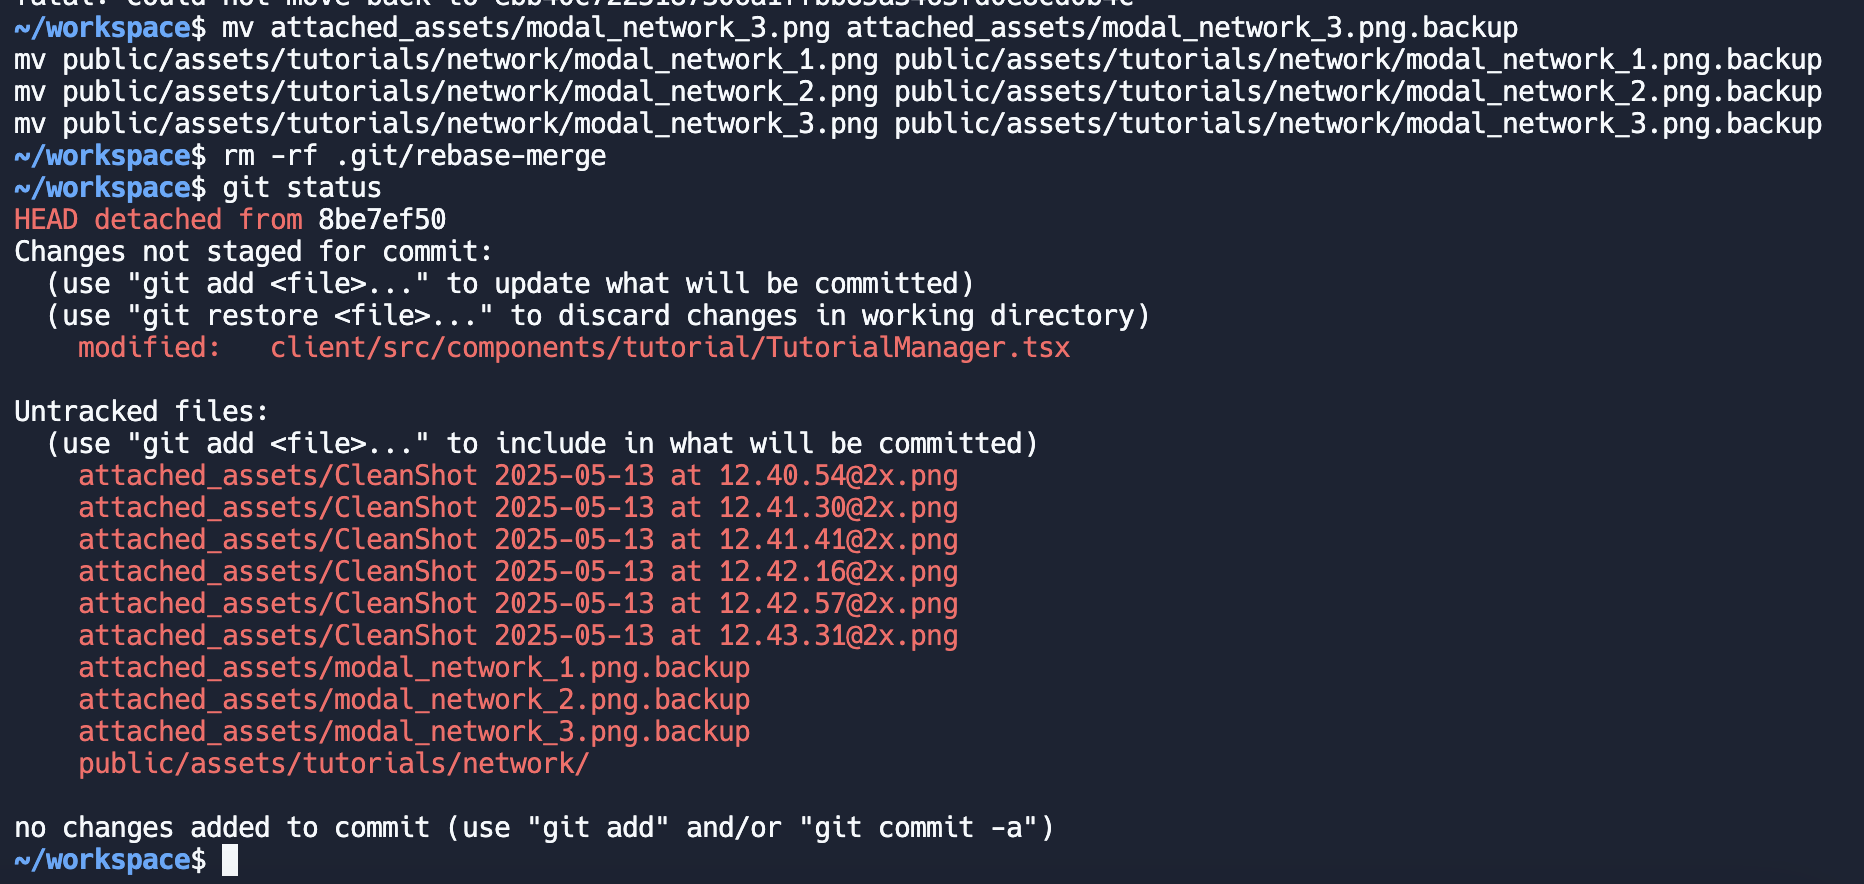 fatal: could not move back to
~/workspace$ mv attached_assets/modal_network_3.png attached_assets/modal_network_3.png.backup
mv public/assets/tutorials/network/modal_network_1.png public/assets/tutorials/network/modal_network_1.png.backup
mv public/assets/tutorials/network/modal_network_2.png public/assets/tutorials/network/modal_network_2.png.backup
mv public/assets/tutorials/network/modal_network_3.png public/assets/tutorials/network/modal_network_3.png.backup
~/workspace$ rm -rf .git/rebase-merge
~/workspace$ git status
HEAD detached from 8be7ef50
Changes not staged for commit:
  (use "git add <file>..." to update what will be committed)
  (use "git restore <file>..." to discard changes in working directory)
    modified:   client/src/components/tutorial/TutorialManager.tsx
Untracked files:
  (use "git add <file>..." to include in what will be committed)
    attached_assets/CleanShot 2025-05-13 at 12.40.54@2x.png
    attached_assets/CleanShot 2025-05-13 at 12.41.30@2x.png
    attached_assets/CleanShot 2025-05-13 at 12.41.41@2x.png
    attached_assets/CleanShot 2025-05-13 at 12.42.16@2x.png
    attached_assets/CleanShot 2025-05-13 at 12.42.57@2x.png
    attached_assets/CleanShot 2025-05-13 at 12.43.31@2x.png
    attached_assets/modal_network_1.png.backup
    attached_assets/modal_network_2.png.backup
    attached_assets/modal_network_3.png.backup
    public/assets/tutorials/network/
no changes added to commit (use "git add" and/or "git commit -a")
~/workspace$